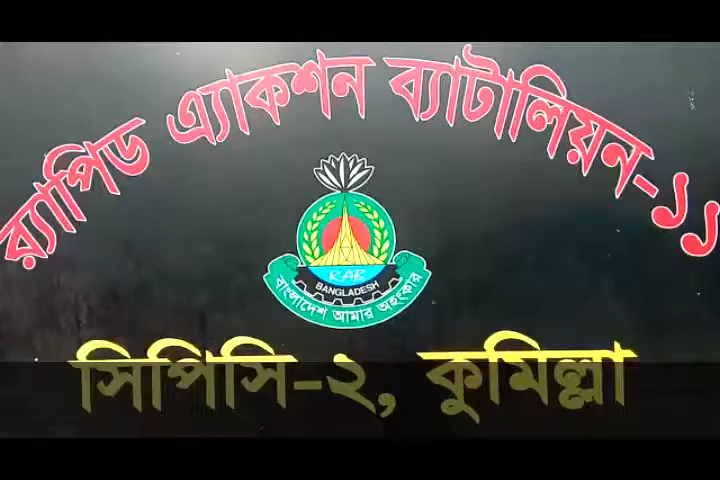 র‍্যাপিড এ্যাকশন ব্যাটালিয়ন-১১
RAB
BANGLADESH
বাংলাদেশ আমার অহংকার
সিপিসি-২, কুমিল্লা